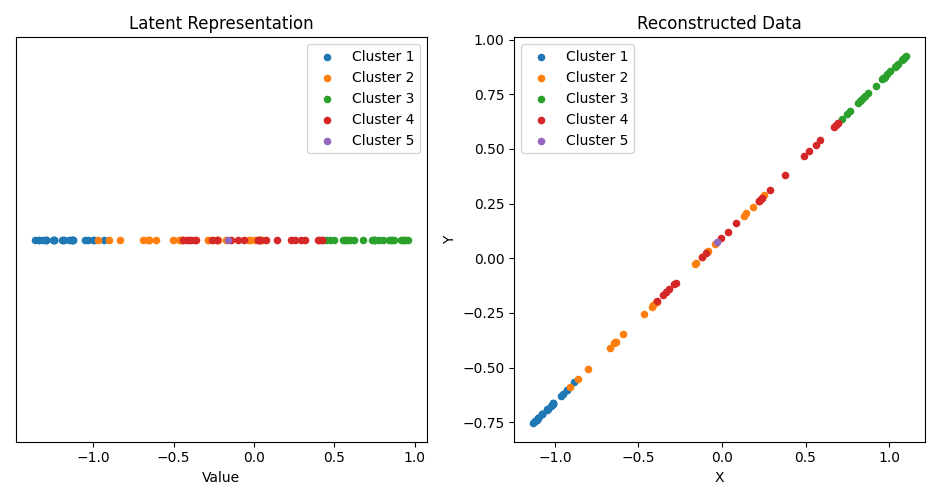 Latent Representation
Cluster 1
Cluster 2
Cluster 3
Cluster 4
Cluster 5
−1.0 −0.5 0.0 0.5 1.0
Value
Reconstructed Data
Cluster 1
Cluster 2
Cluster 3
Cluster 4
Cluster 5
1.00
0.75
0.50
0.25
0.00
−0.25
−0.50
−0.75
Y
−1.0 −0.5 0.0 0.5 1.0
X